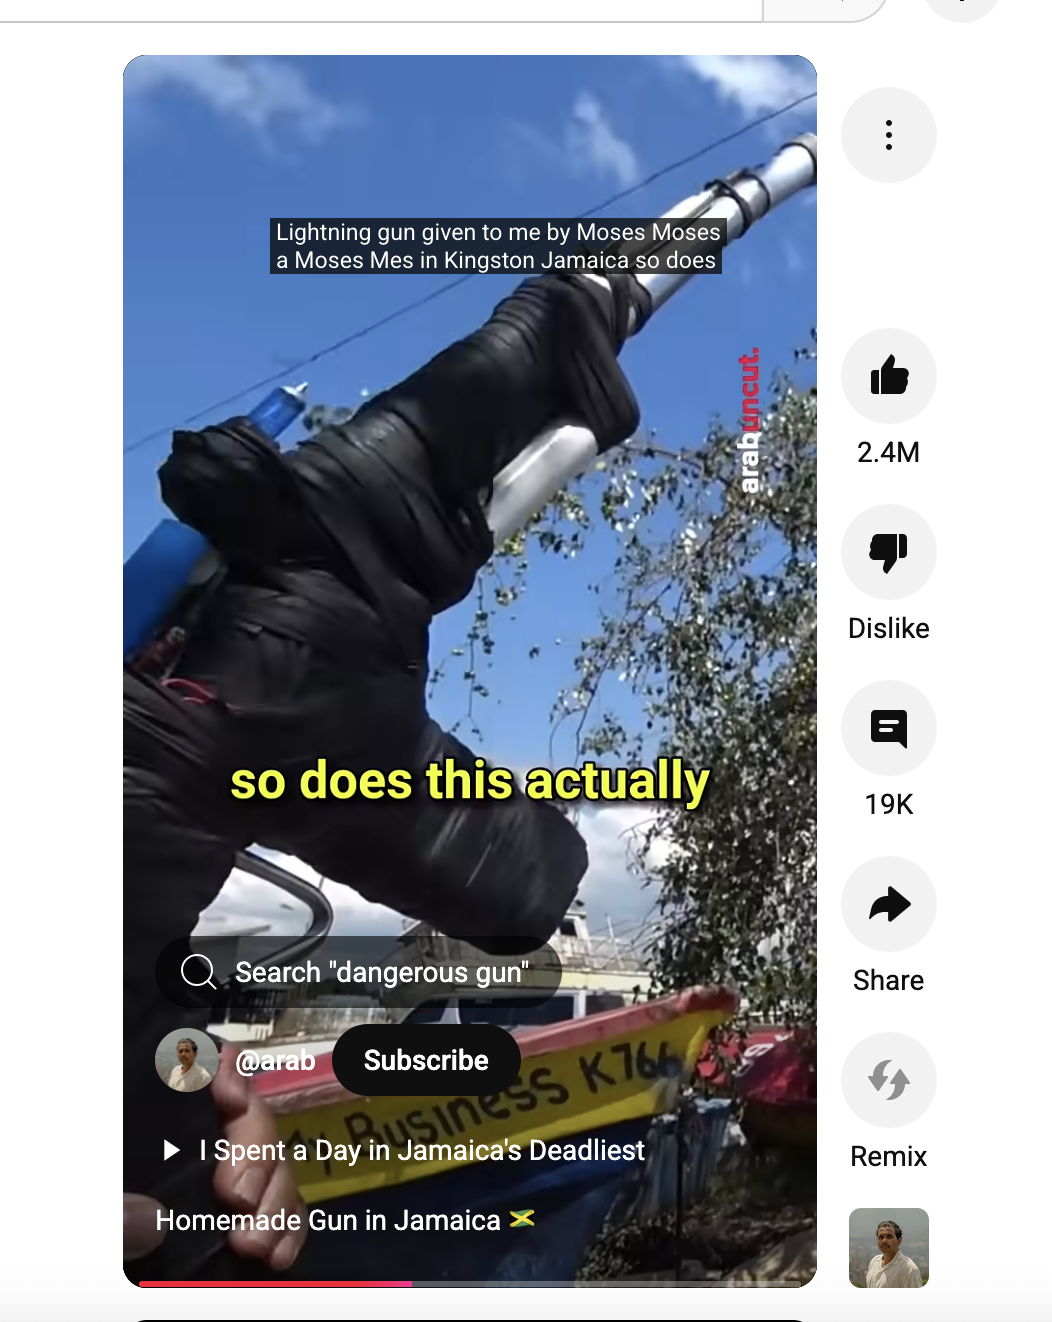 Lightning gun given to me by Moses Moses
a Moses Mes in Kingston Jamaica so does
arabuncut.
2.4M
Dislike
so does this actually
19K
Search "dangerous gun"
Share
@arab
Subscribe
Business K766
I Spent a Day in Jamaica's Deadliest
Remix
Homemade Gun in Jamaica